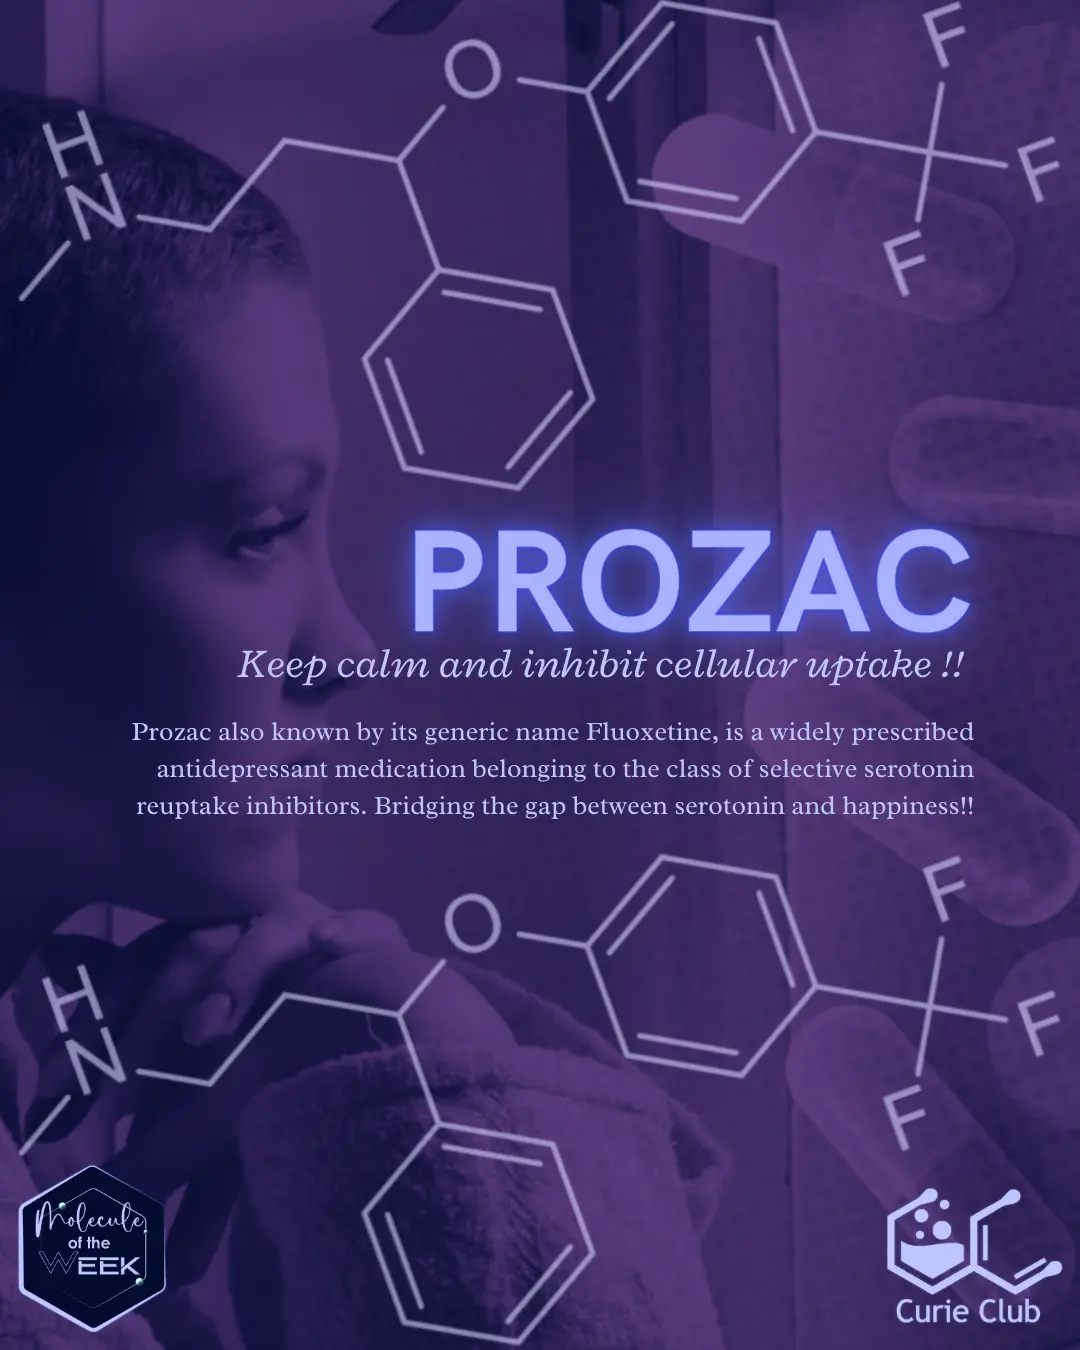 O
F
H
N
F
F
PROZAC
Keep calm and inhibit cellular uptake !!
Prozac also known by its generic name Fluoxetine, is a widely prescribed
antidepressant medication belonging to the class of selective serotonin
reuptake inhibitors. Bridging the gap between serotonin and happiness!!
F
O
H
N
F
F
Molecule
of the
WEEK
Curie Club